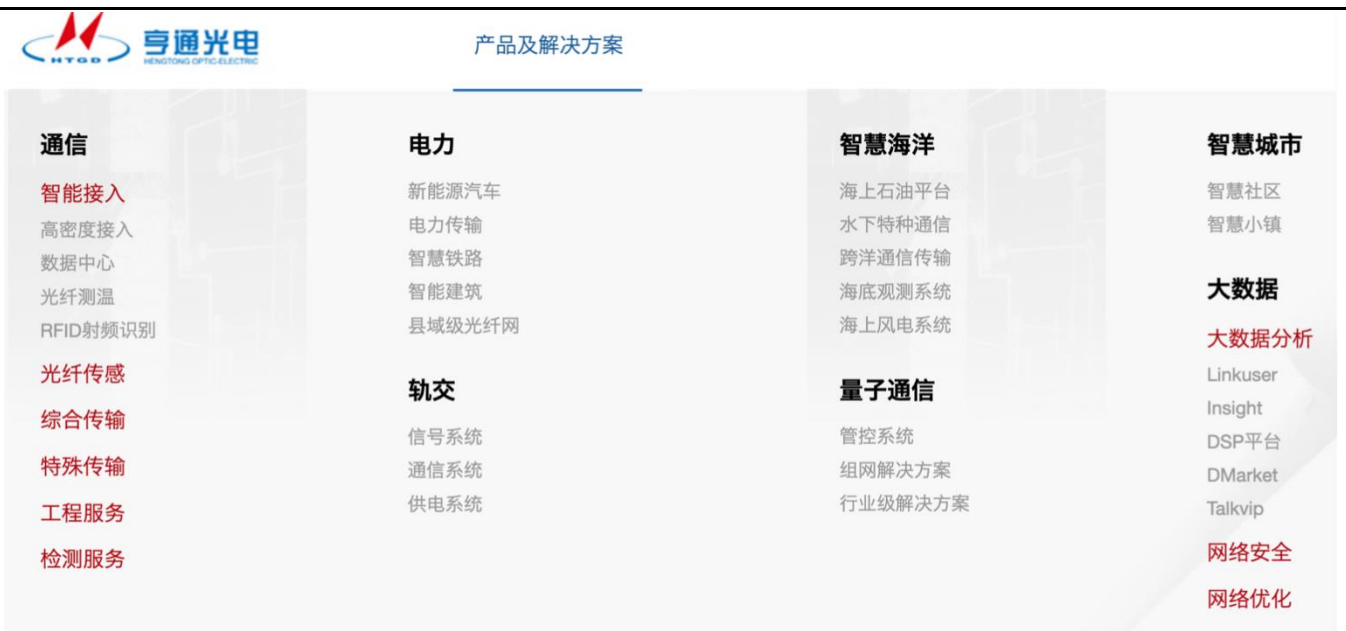 HTGD
亨通光电
HENGTONG OPTIC-ELECTRIC
产品及解决方案
通信
智能接入
高密度接入
数据中心
光纤测温
RFID射频识别
光纤传感
综合传输
特殊传输
工程服务
检测服务
电力
新能源汽车
电力传输
智慧铁路
智能建筑
县域级光纤网
轨交
信号系统
通信系统
供电系统
智慧海洋
海上石油平台
水下特种通信
跨洋通信传输
海底观测系统
海上风电系统
量子通信
管控系统
组网解决方案
行业级解决方案
智慧城市
智慧社区
智慧小镇
大数据
大数据分析
Linkuser
Insight
DSP平台
DMarket
Talkvip
网络安全
网络优化